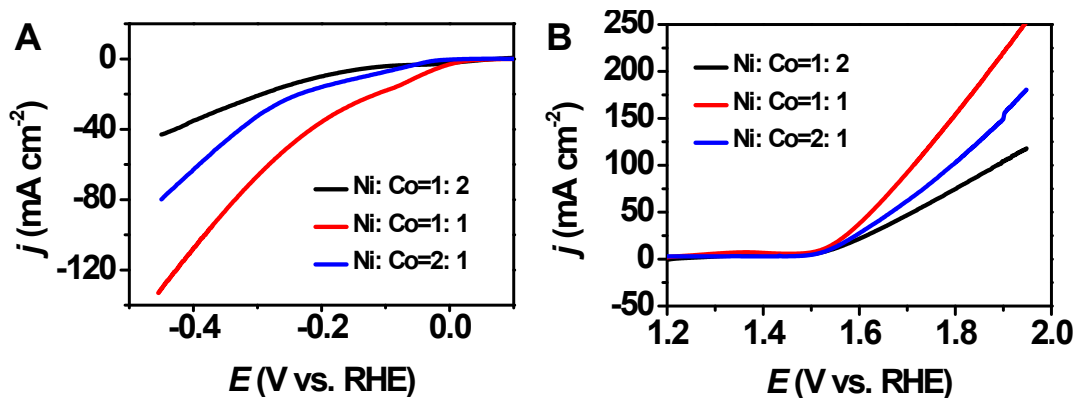 A
0
-40
-80
-120
j (mA cm-2)
Ni: Co=1: 2
Ni: Co=1: 1
Ni: Co=2: 1
-0.4
-0.2
0.0
E (V vs. RHE)
B
250
200
150
100
50
0
-50
j (mA cm-2)
Ni: Co=1: 2
Ni: Co=1: 1
Ni: Co=2: 1
1.2
1.4
1.6
1.8
2.0
E (V vs. RHE)